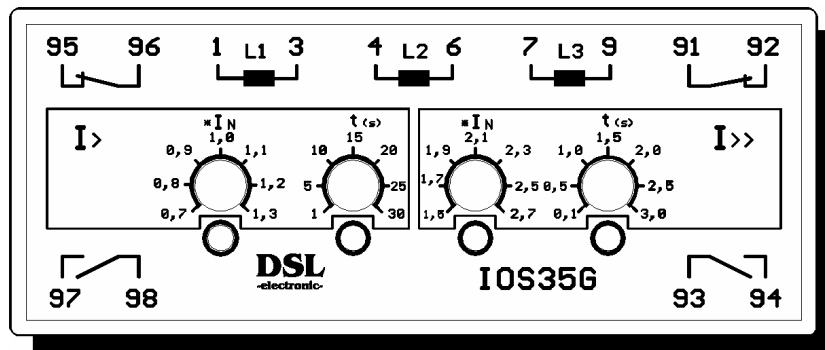 95 96 1 L1 3 4 L2 6 7 L3 9 91 92
I> *IN t(s) *IN t(s) I>>
1,0 15 2,1 1,5
0,9 1,1 10 20 1,9 2,3 1,0 2,0
0,8 1,2 5 25 1,7 2,5 0,5 2,5
0,7 1,3 1 30 1,5 2,7 0,1 3,0
DSL
-electronic-
IOS35G
97 98 93 94